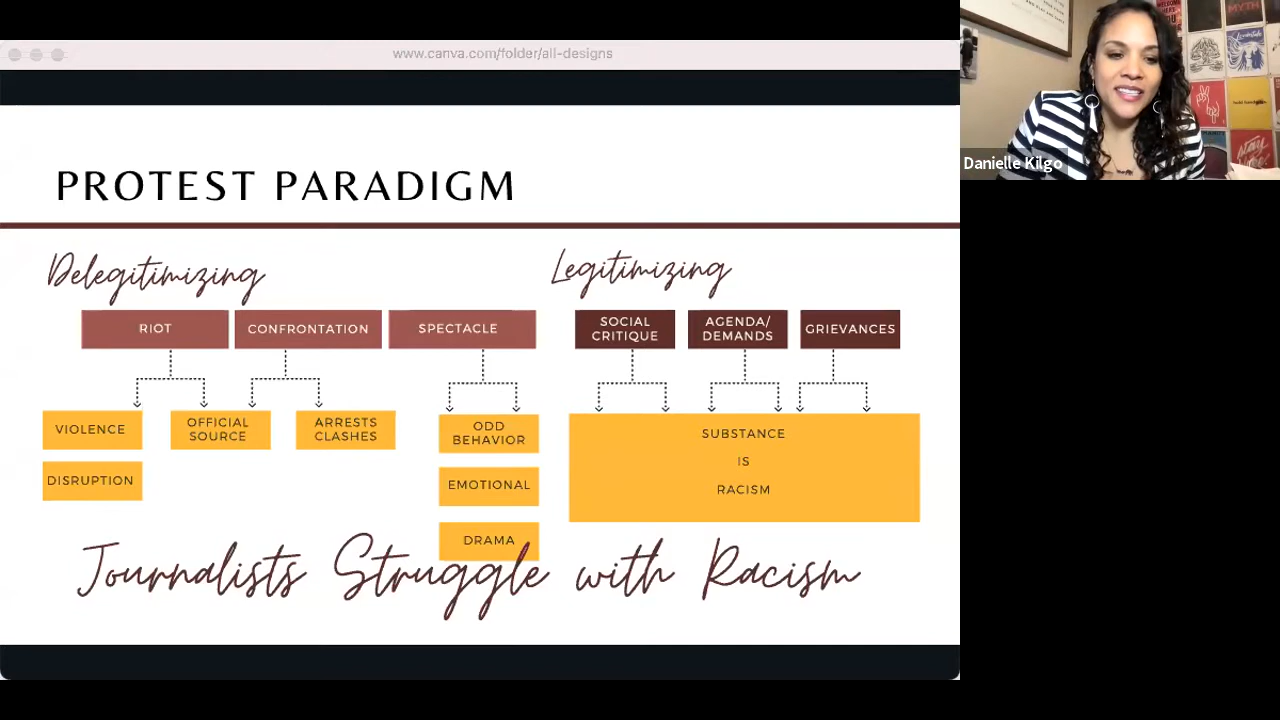 www.canva.com/folder/all-designs
PROTEST PARADIGM
Delegitimizing
Legitimizing
RIOT
CONFRONTATION
SPECTACLE
SOCIAL
CRITIQUE
AGENDA/
DEMANDS
GRIEVANCES
VIOLENCE
DISRUPTION
OFFICIAL
SOURCE
ARRESTS
CLASHES
ODD
BEHAVIOR
EMOTIONAL
DRAMA
SUBSTANCE
IS
RACISM
Journalists Struggle with Racism
MYTH
Danielle Kilgo